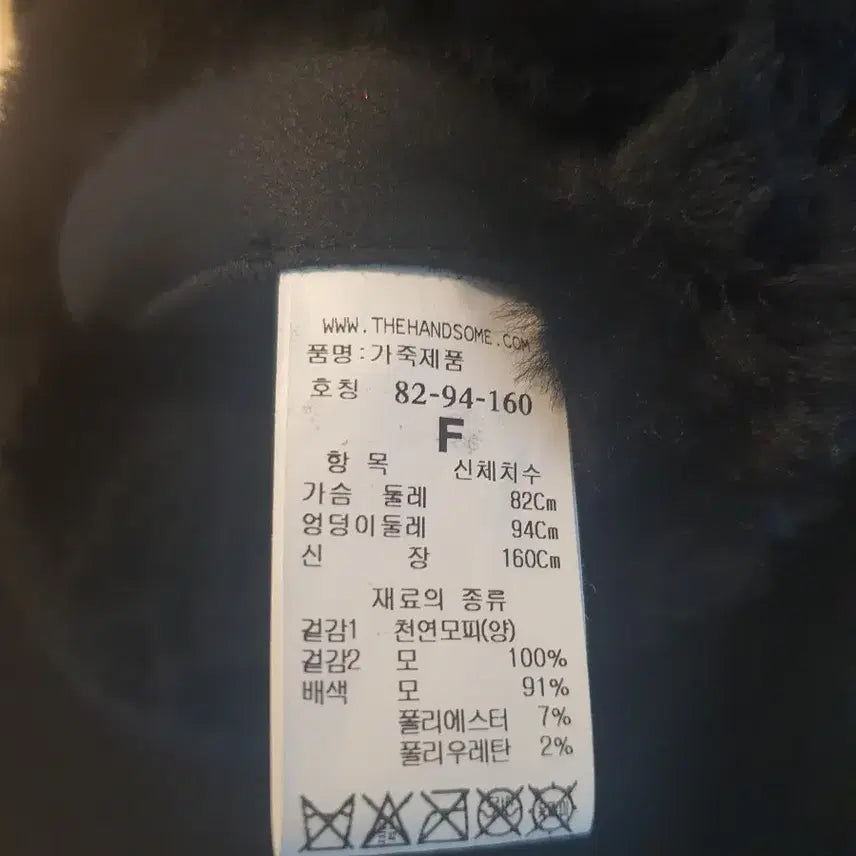 WWW.THEHANDSOME.COM
품명:가죽제품
호칭 82-94-160
F
항 목 신체치수
가슴 둘레 82Cm
엉덩이둘레 94Cm
신 장 160Cm
재료의 종류
겉감1 천연모피(양)
겉감2 모 100%
배색 모 91%
폴리에스터 7%
폴리우레탄 2%